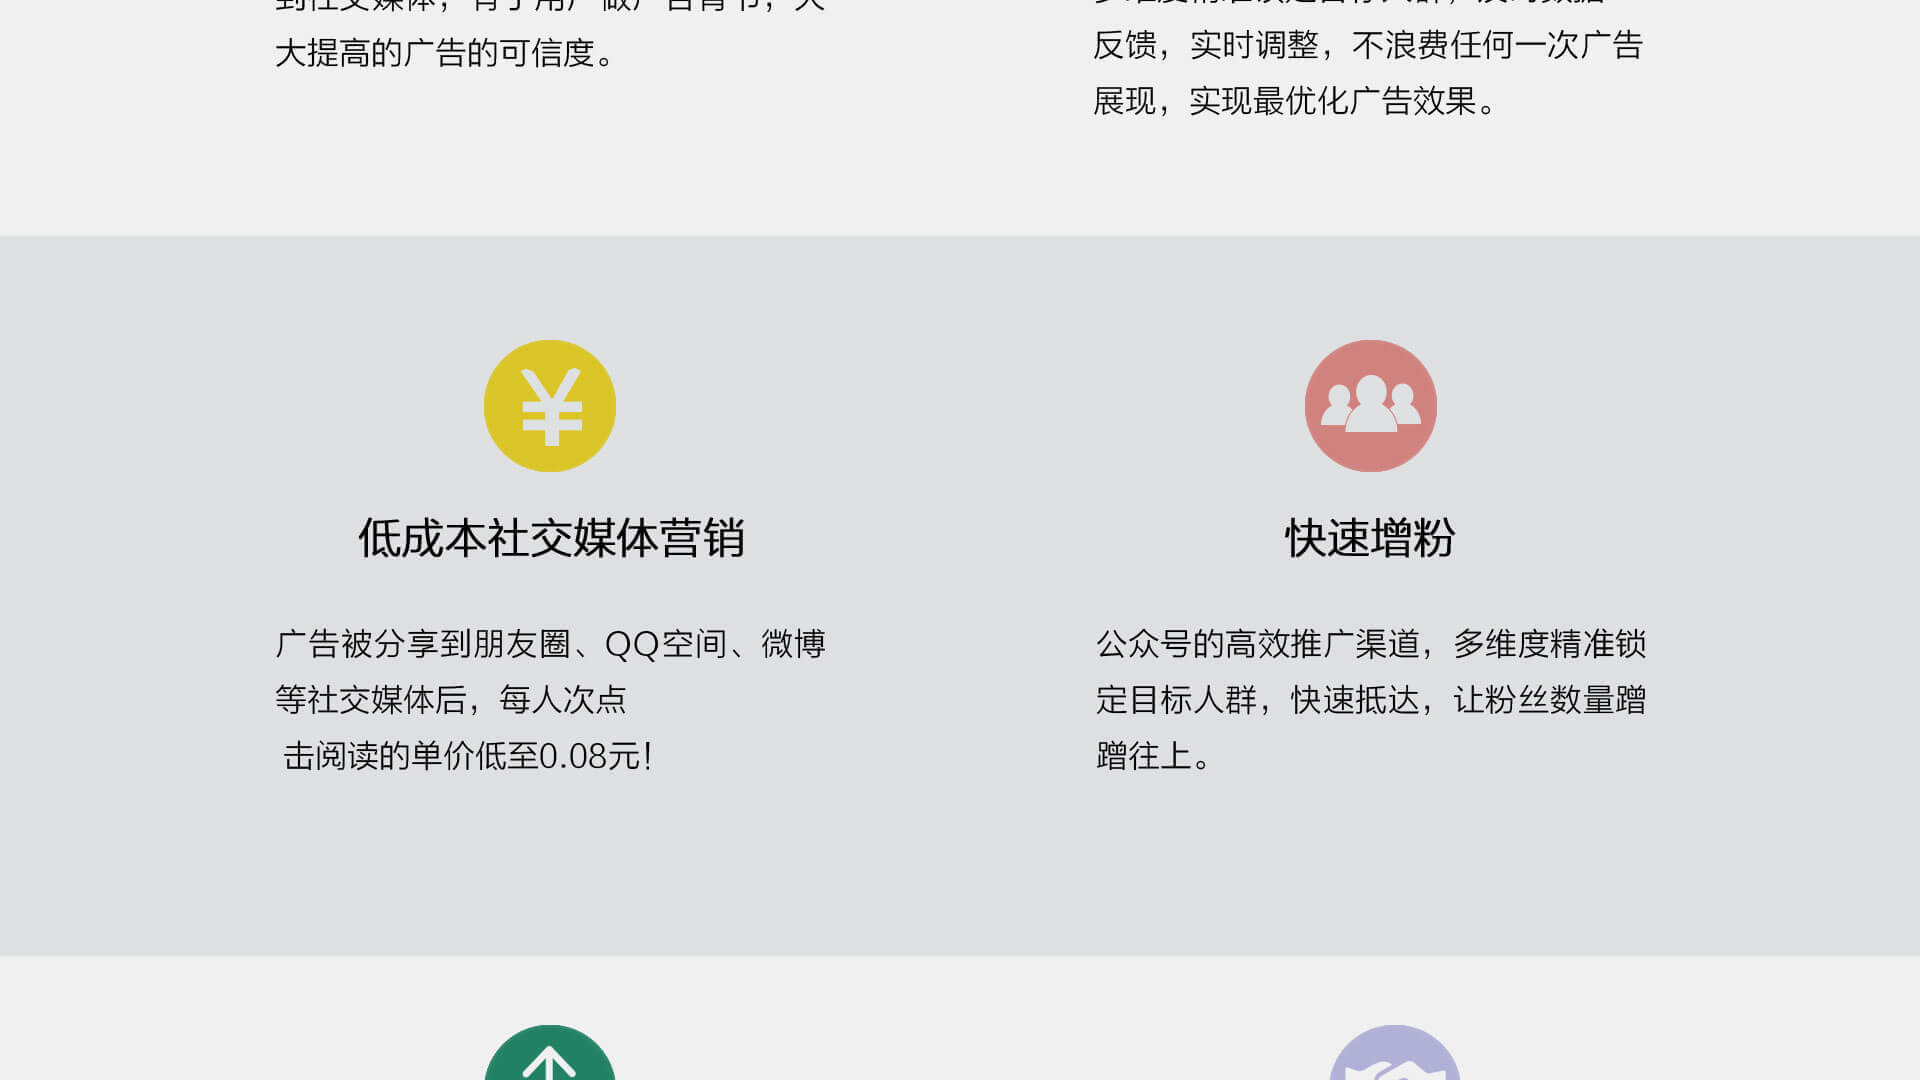 大提高的广告的可信度。
反馈，实时调整，不浪费任何一次广告
展现，实现最优化广告效果。
低成本社交媒体营销
广告被分享到朋友圈、QQ空间、微博
等社交媒体后，每人次点
击阅读的单价低至0.08元！
快速增粉
公众号的高效推广渠道，多维度精准锁
定目标人群，快速抵达，让粉丝数量蹭
蹭往上。